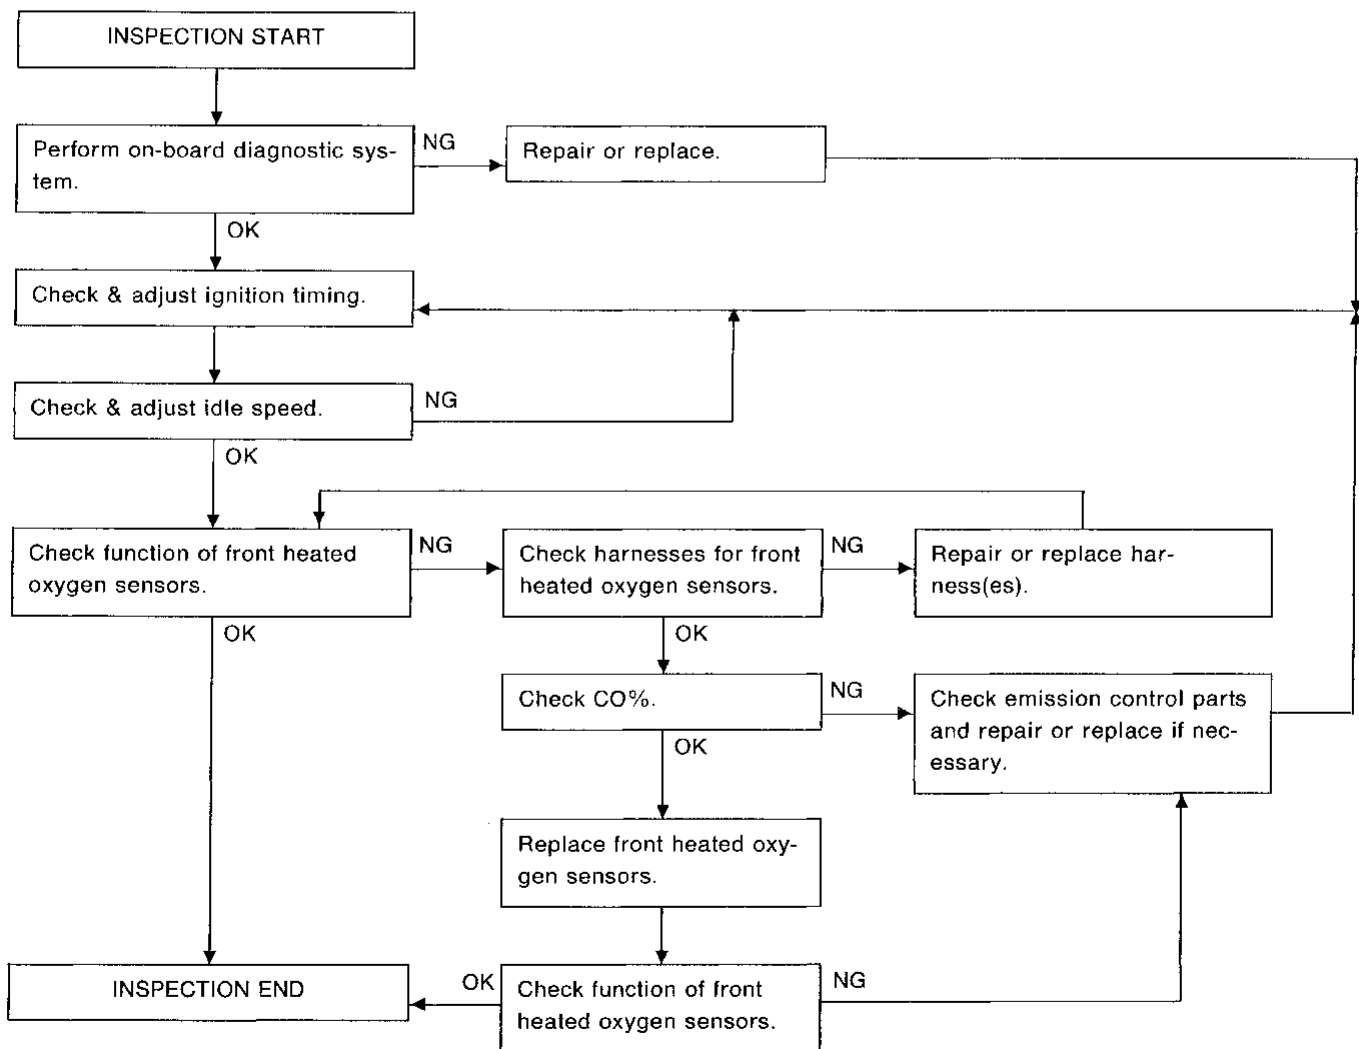 INSPECTION START
Perform on-board diagnostic sys-
tem.
NG
Repair or replace.
OK
Check & adjust ignition timing.
Check & adjust idle speed.
NG
OK
Check function of front heated
oxygen sensors.
NG
Check harnesses for front
heated oxygen sensors.
NG
Repair or replace har-
ness(es).
OK
OK
Check CO%.
NG
Check emission control parts
and repair or replace if nec-
essary.
OK
Replace front heated oxy-
gen sensors.
INSPECTION END
OK
Check function of front
heated oxygen sensors.
NG